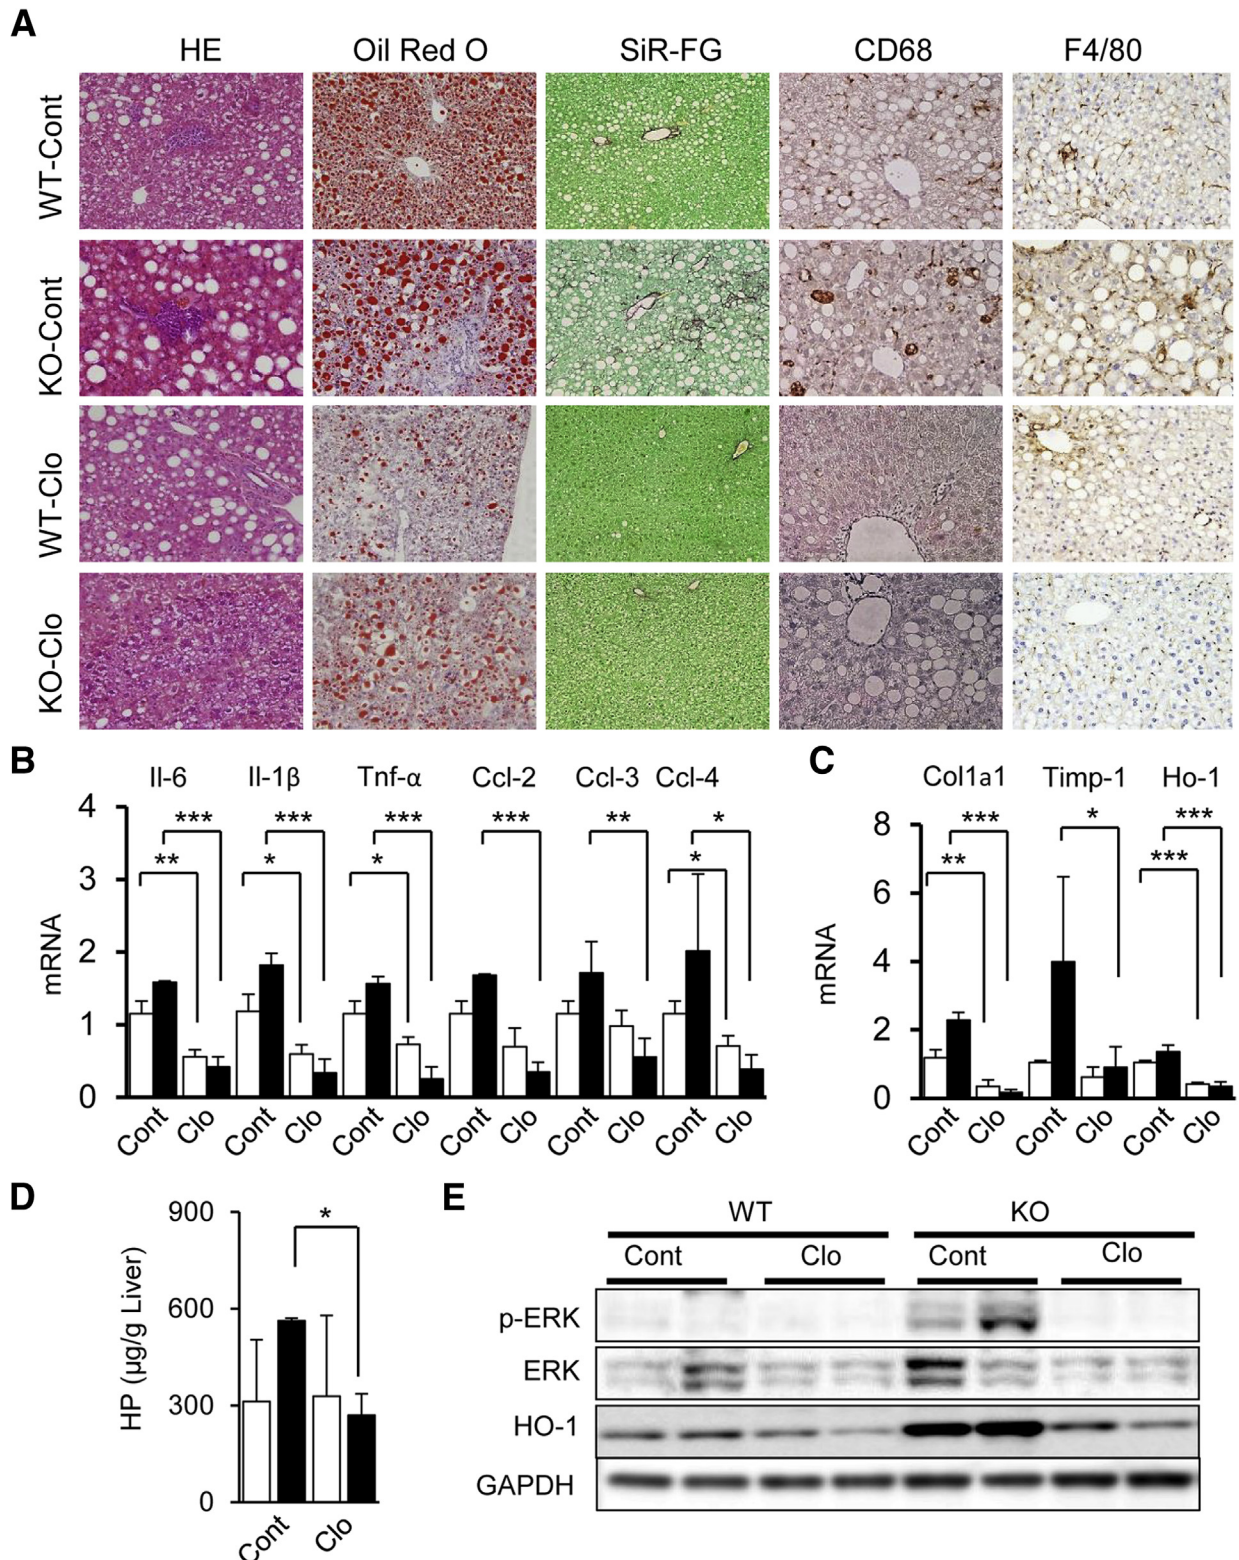 A
HE Oil Red O SiR-FG CD68 F4/80
WT-Cont
KO-Cont
WT-Clo
KO-Clo
B
Il-6 Il-1β Tnf-α Ccl-2 Ccl-3 Ccl-4
mRNA
4
3
2
1
0
*** *** *** *** ** *
** * * *
Cont Clo Cont Clo Cont Clo Cont Clo Cont Clo Cont Clo
C
Col1a1 Timp-1 Ho-1
mRNA
8
6
4
2
0
*** * ***
** ***
Cont Clo Cont Clo Cont Clo
D
HP (µg/g Liver)
900
600
300
0
*
Cont Clo
E
WT KO
Cont Clo Cont Clo
p-ERK
ERK
HO-1
GAPDH